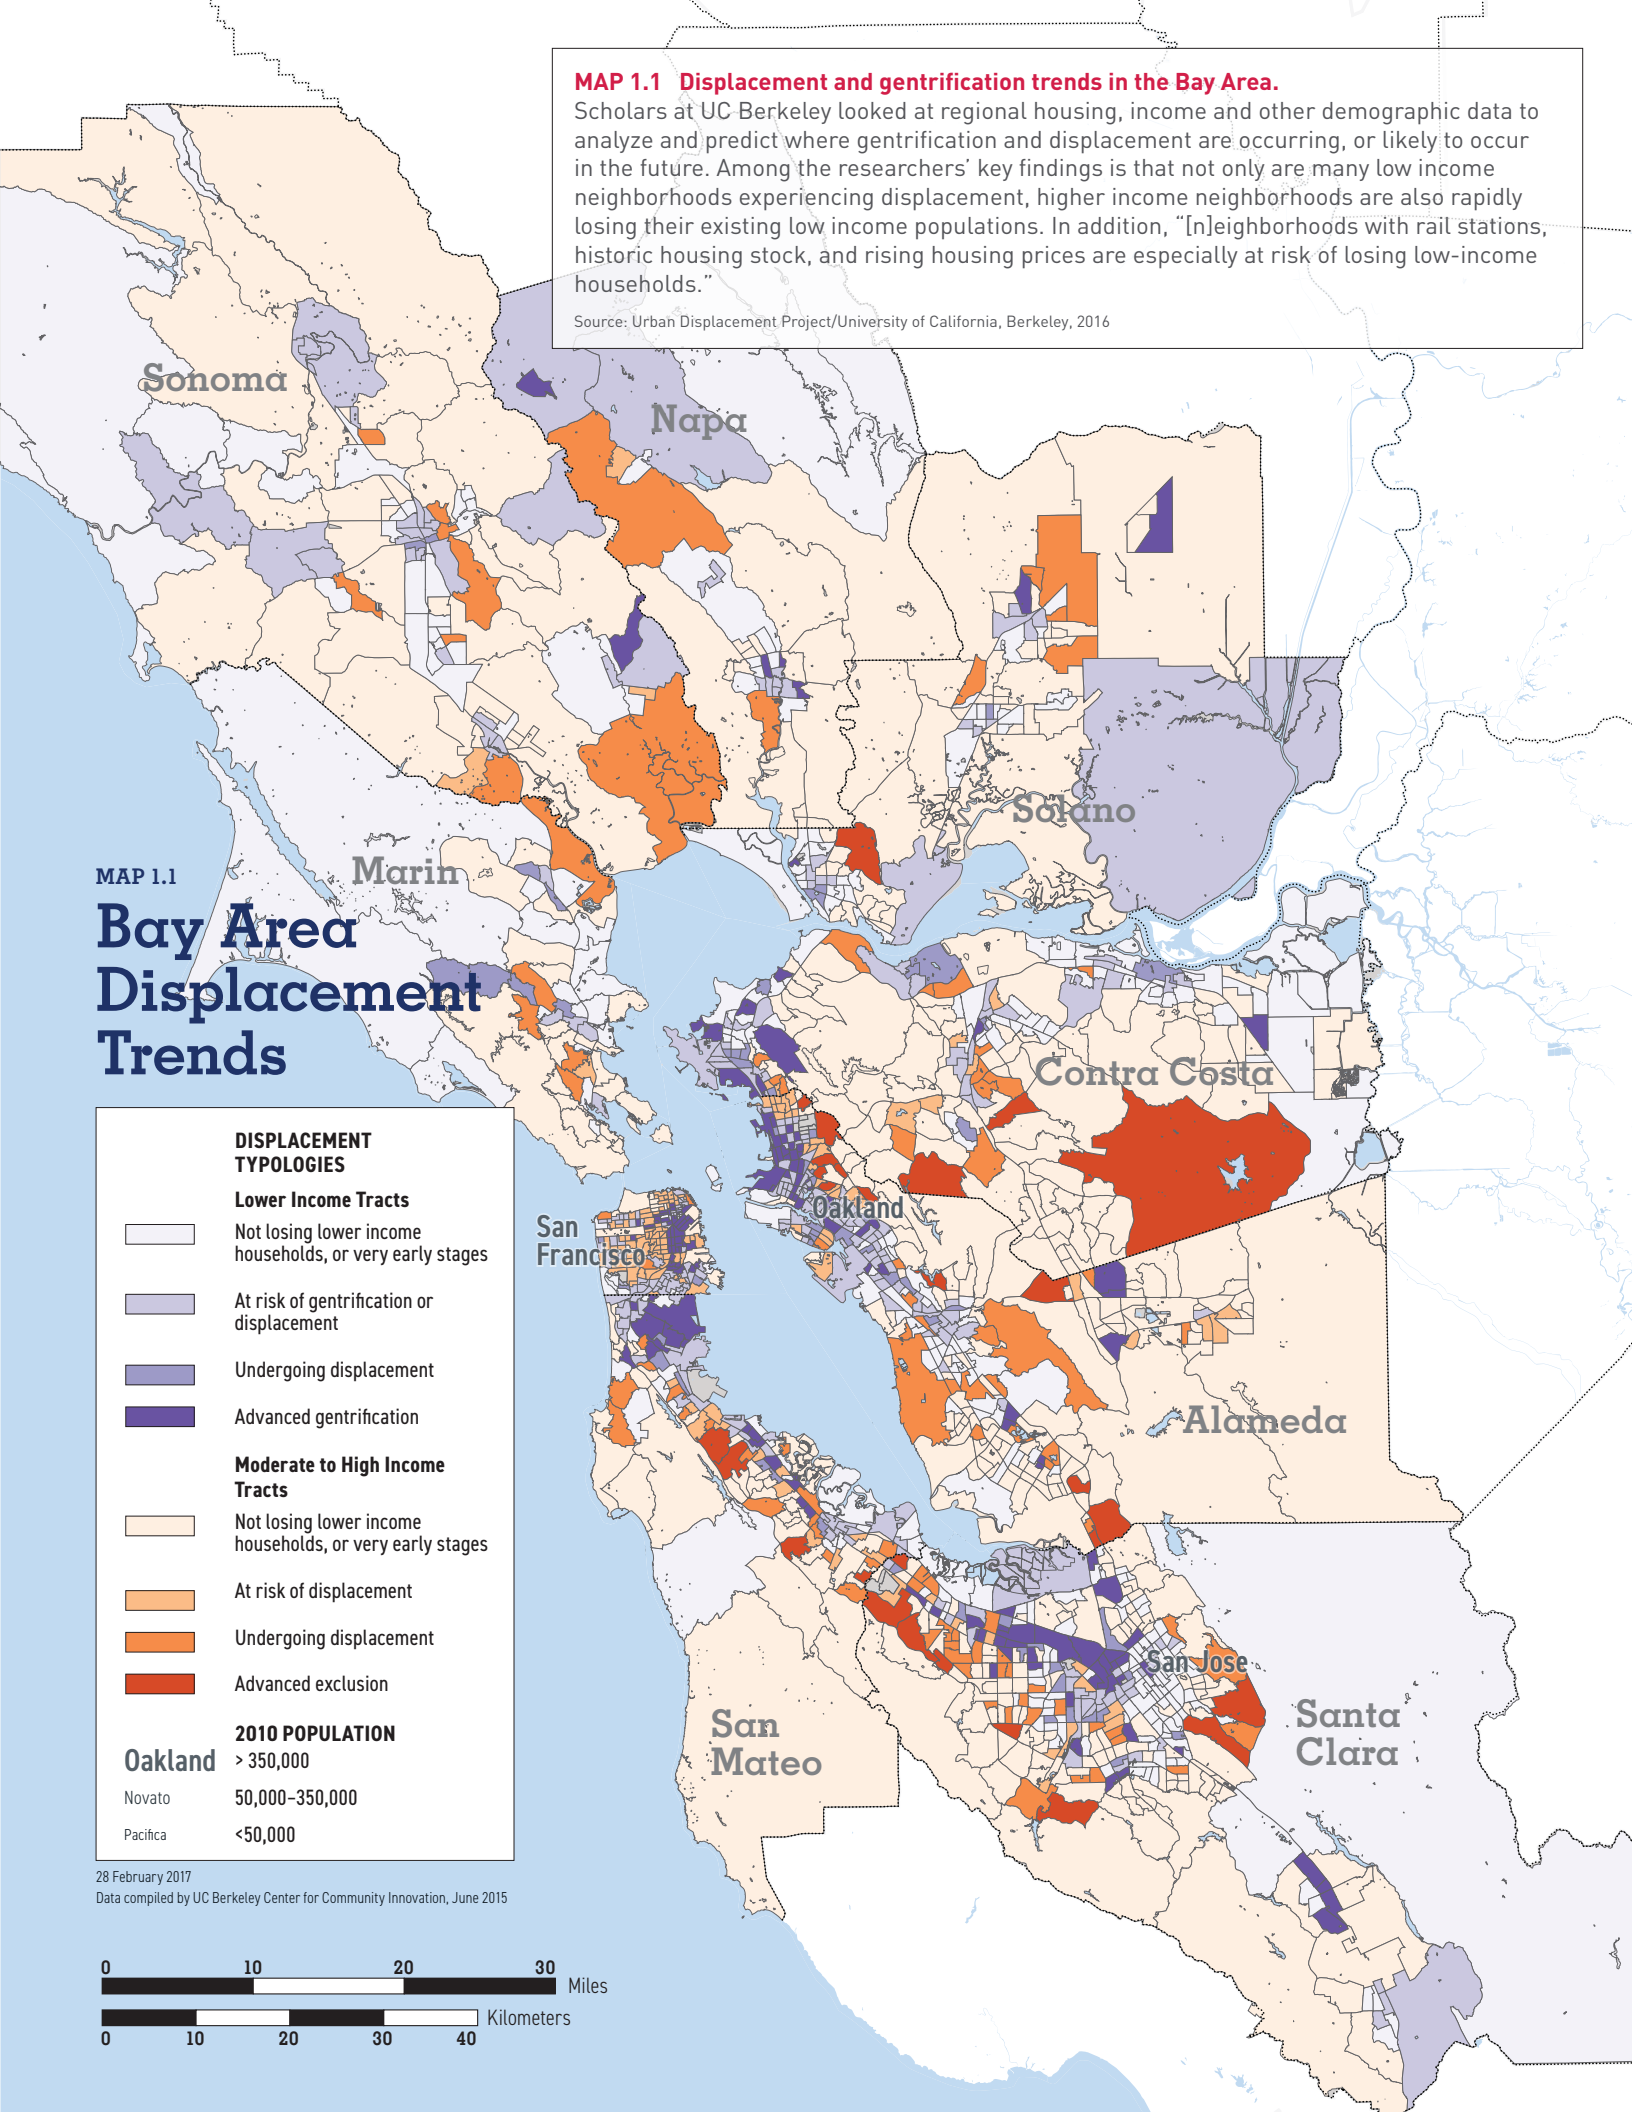 MAP 1.1 Displacement and gentrification trends in the Bay Area.
Scholars at UC Berkeley looked at regional housing, income and other demographic data to
analyze and predict where gentrification and displacement are occurring, or likely to occur
in the future. Among the researchers’ key findings is that not only are many low income
neighborhoods experiencing displacement, higher income neighborhoods are also rapidly
losing their existing low income populations. In addition, “[n]eighborhoods with rail stations,
historic housing stock, and rising housing prices are especially at risk of losing low-income
households.”
Source: Urban Displacement Project/University of California, Berkeley, 2016
Sonoma
Napa
Solano
Marin
MAP 1.1
Bay Area
Displacement
Trends
Contra Costa
Oakland
San
Francisco
Alameda
San Jose
Santa
Clara
San
Mateo
DISPLACEMENT
TYPOLOGIES
Lower Income Tracts
Not losing lower income
households, or very early stages
At risk of gentrification or
displacement
Undergoing displacement
Advanced gentrification
Moderate to High Income
Tracts
Not losing lower income
households, or very early stages
At risk of displacement
Undergoing displacement
Advanced exclusion
2010 POPULATION
Oakland > 350,000
Novato 50,000–350,000
Pacifica <50,000
28 February 2017
Data compiled by UC Berkeley Center for Community Innovation, June 2015
0 10 20 30
Miles
Kilometers
0 10 20 30 40